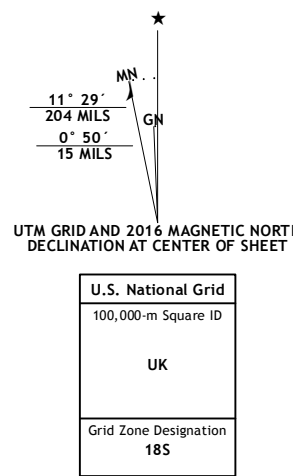 ★
MN
GN
11° 29´
204 MILS
0° 50´
15 MILS
UTM GRID AND 2016 MAGNETIC NORT
DECLINATION AT CENTER OF SHEET
U.S. National Grid
100,000-m Square ID
UK
Grid Zone Designation
18S